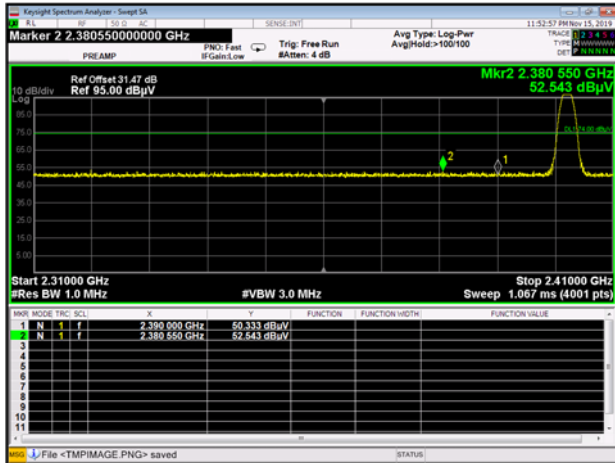 Keysight Spectrum Analyzer - Swept SA
RL RF 50 Ω AC SENSE:INT 11:52:57 PM Nov 15, 2019
Marker 2 2.380550000000 GHz
Avg Type: Log-Pwr
TRACE 1 2 3 4 5 6
PNO: Fast Trig: Free Run Avg|Hold:>100/100
TYPE M
PREAMP IFGain:Low #Atten: 4 dB
DET P N N N N N
Mkr2 2.380 550 GHz
Ref Offset 31.47 dB
10 dB/div Ref 95.00 dBµV 52.543 dBµV
Log
85.0
75.0
DL1 74.00 dBµV
65.0
2 1
55.0
45.0
35.0
25.0
15.0
5.00
Start 2.31000 GHz Stop 2.41000 GHz
#Res BW 1.0 MHz #VBW 3.0 MHz Sweep 1.067 ms (4001 pts)
MKR MODE TRC SCL X Y FUNCTION FUNCTION WIDTH FUNCTION VALUE
1 N 1 f 2.390 000 GHz 50.333 dBµV
2 N 1 f 2.380 550 GHz 52.543 dBµV
3
4
5
6
7
8
9
10
11
MSG File <TMPIMAGE.PNG> saved STATUS